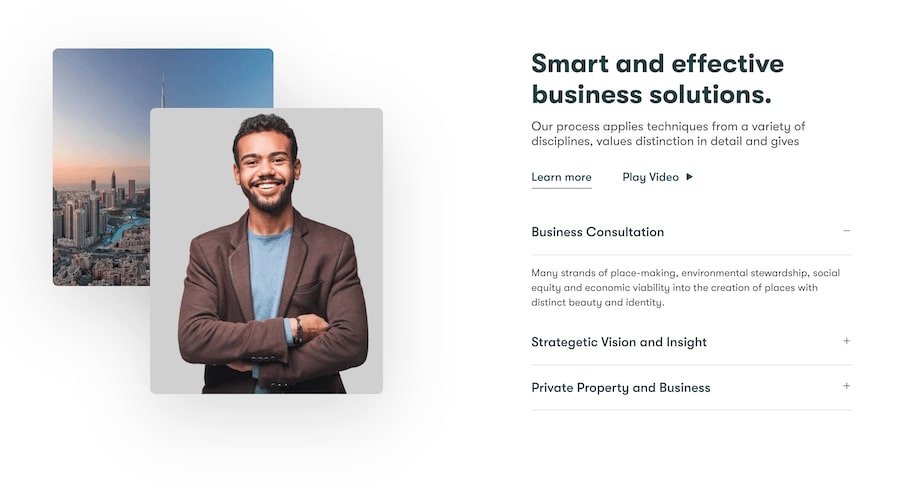 Smart and effective
business solutions.
Our process applies techniques from a variety of
disciplines, values distinction in detail and gives
Learn more
Play Video
Business Consultation
Many strands of place-making, environmental stewardship, social
equity and economic viability into the creation of places with
distinct beauty and identity.
Strategetic Vision and Insight
Private Property and Business